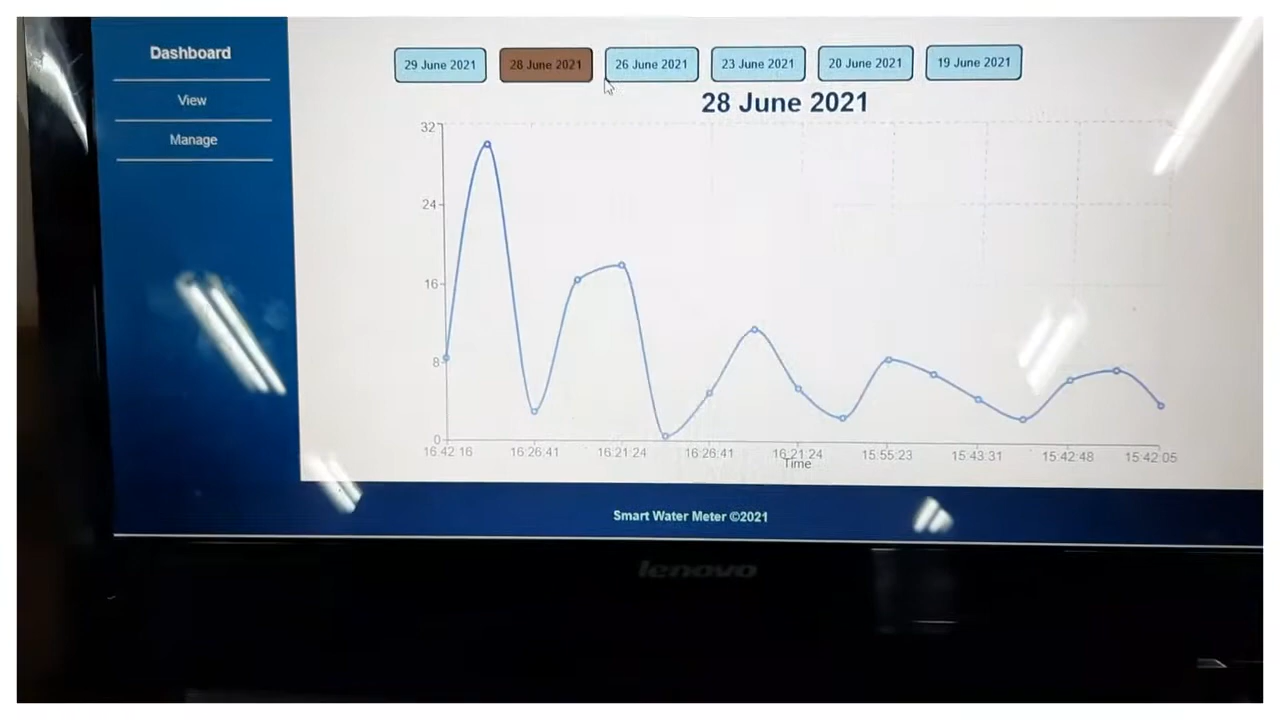 Dashboard
View
Manage
29 June 2021
28 June 2021
26 June 2021
23 June 2021
20 June 2021
19 June 2021
28 June 2021
32
24
16
8
0
16:42:16
16:26:41
16:21:24
16:26:41
16:21:24
15:55:23
15:43:31
15:42:48
15:42:05
Time
Smart Water Meter ©2021
lenovo